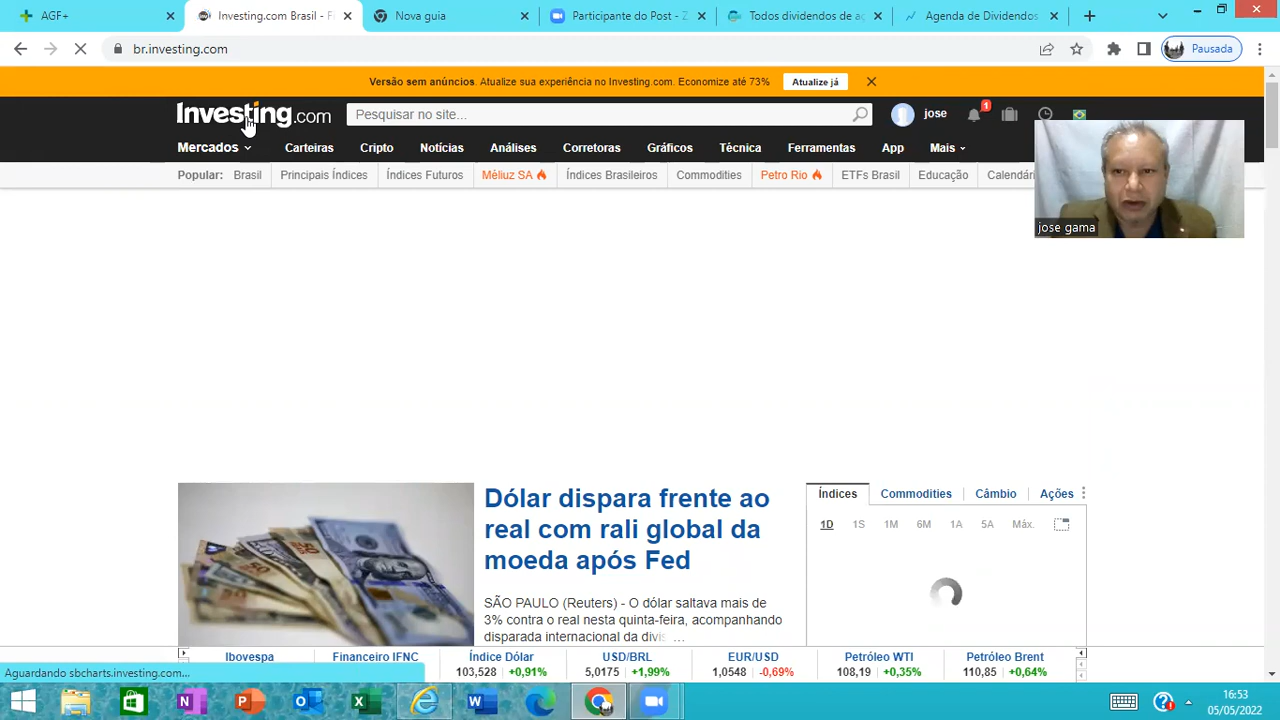 AGF+
Investing.com Brasil - Fi
Nova guia
Participante do Post - Z
Todos dividendos de aç
Agenda de Dividendos
br.investing.com
Pausada
Versão sem anúncios. Atualize sua experiência no Investing.com. Economize até 73%
Atualize já
Investing.com
Pesquisar no site...
jose
1
Mercados
Carteiras
Cripto
Notícias
Análises
Corretoras
Gráficos
Técnica
Ferramentas
App
Mais
Popular:
Brasil
Principais Índices
Índices Futuros
Méliuz SA
Índices Brasileiros
Commodities
Petro Rio
ETFs Brasil
Educação
Calendári
jose gama
Dólar dispara frente ao
real com rali global da
moeda após Fed
SÃO PAULO (Reuters) - O dólar saltava mais de
3% contra o real nesta quinta-feira, acompanhando
disparada internacional da divis ...
Índices
Commodities
Câmbio
Ações
1D
1S
1M
6M
1A
5A
Máx.
Ibovespa
Financeiro IFNC
Índice Dólar
103,528 +0,91%
USD/BRL
5,0175 +1,99%
EUR/USD
1,0548 -0,69%
Petróleo WTI
108,19 +0,35%
Petróleo Brent
110,85 +0,64%
Aguardando sbcharts.investing.com...
16:53
05/05/2022